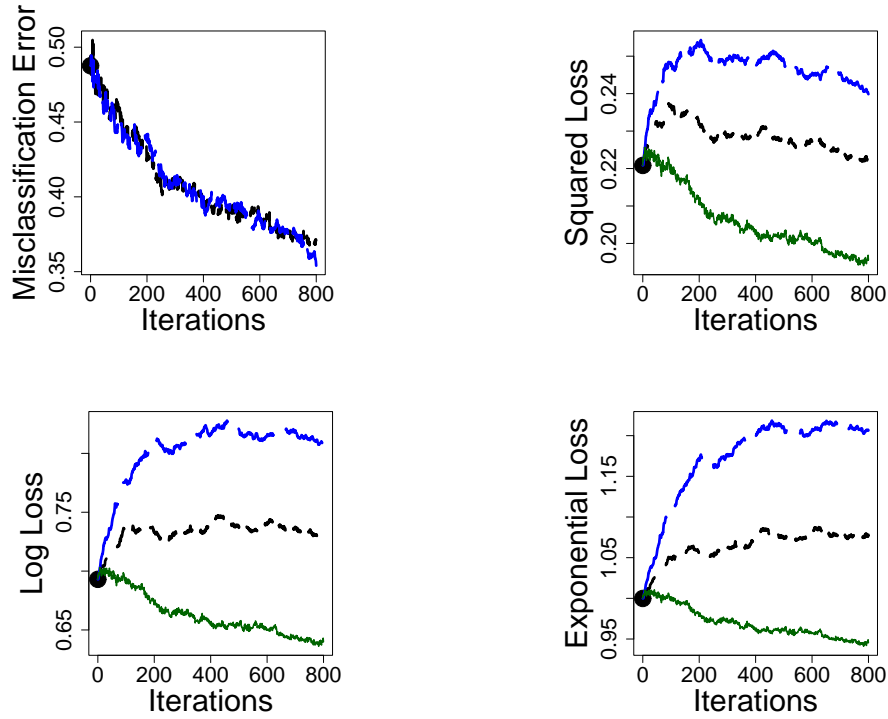 Misclassification Error
0.50
0.45
0.40
0.35
0 200 400 600 800
Iterations
Squared Loss
0.24
0.22
0.20
0 200 400 600 800
Iterations
Log Loss
0.75
0.65
0 200 400 600 800
Iterations
Exponential Loss
1.15
1.05
0.95
0 200 400 600 800
Iterations